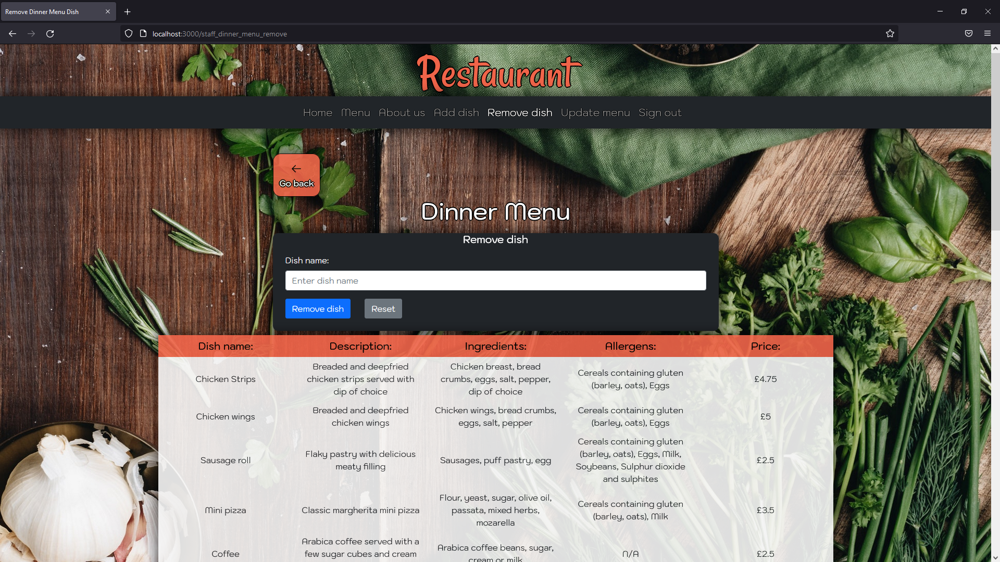 Remove Dinner Menu Dish
localhost:3000/staff_dinner_menu_remove
Restaurant
Home Menu About us Add dish Remove dish Update menu Sign out
Go back
Dinner Menu
Remove dish
Dish name:
Enter dish name
Remove dish Reset
Dish name: Description: Ingredients: Allergens: Price:
Chicken Strips
Breaded and deepfried
chicken strips served with
dip of choice
Chicken breast, bread
crumbs, eggs, salt, pepper,
dip of choice
Cereals containing gluten
(barley, oats), Eggs
£4.75
Chicken wings
Breaded and deepfried
chicken wings
Chicken wings, bread crumbs,
eggs, salt, pepper
Cereals containing gluten
(barley, oats), Eggs
£5
Sausage roll
Flaky pastry with delicious
meaty filling
Sausages, puff pastry, egg
Cereals containing gluten
(barley, oats), Eggs, Milk,
Soybeans, Sulphur dioxide
and sulphites
£2.5
Mini pizza
Classic margherita mini pizza
Flour, yeast, sugar, olive oil,
passata, mixed herbs,
mozarella
Cereals containing gluten
(barley, oats), Milk
£3.5
Coffee
Arabica coffee served with a
few sugar cubes and cream
Arabica coffee beans, sugar,
cream or milk
N/A
£2.5